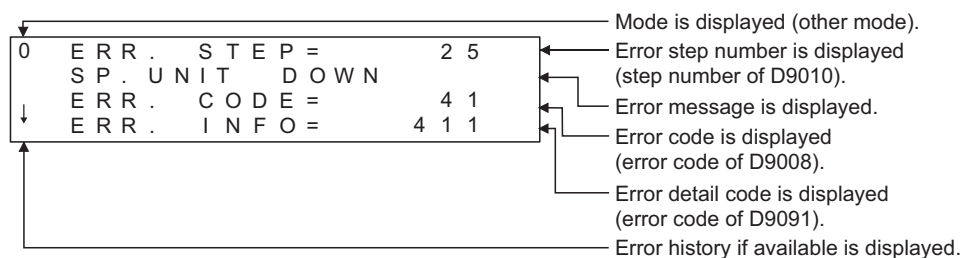 Mode is displayed (other mode).
0 ERR. STEP= 25
SP.UNIT DOWN
ERR. CODE= 41
↓ ERR. INFO= 411
Error step number is displayed
(step number of D9010).
Error message is displayed.
Error code is displayed
(error code of D9008).
Error detail code is displayed
(error code of D9091).
Error history if available is displayed.